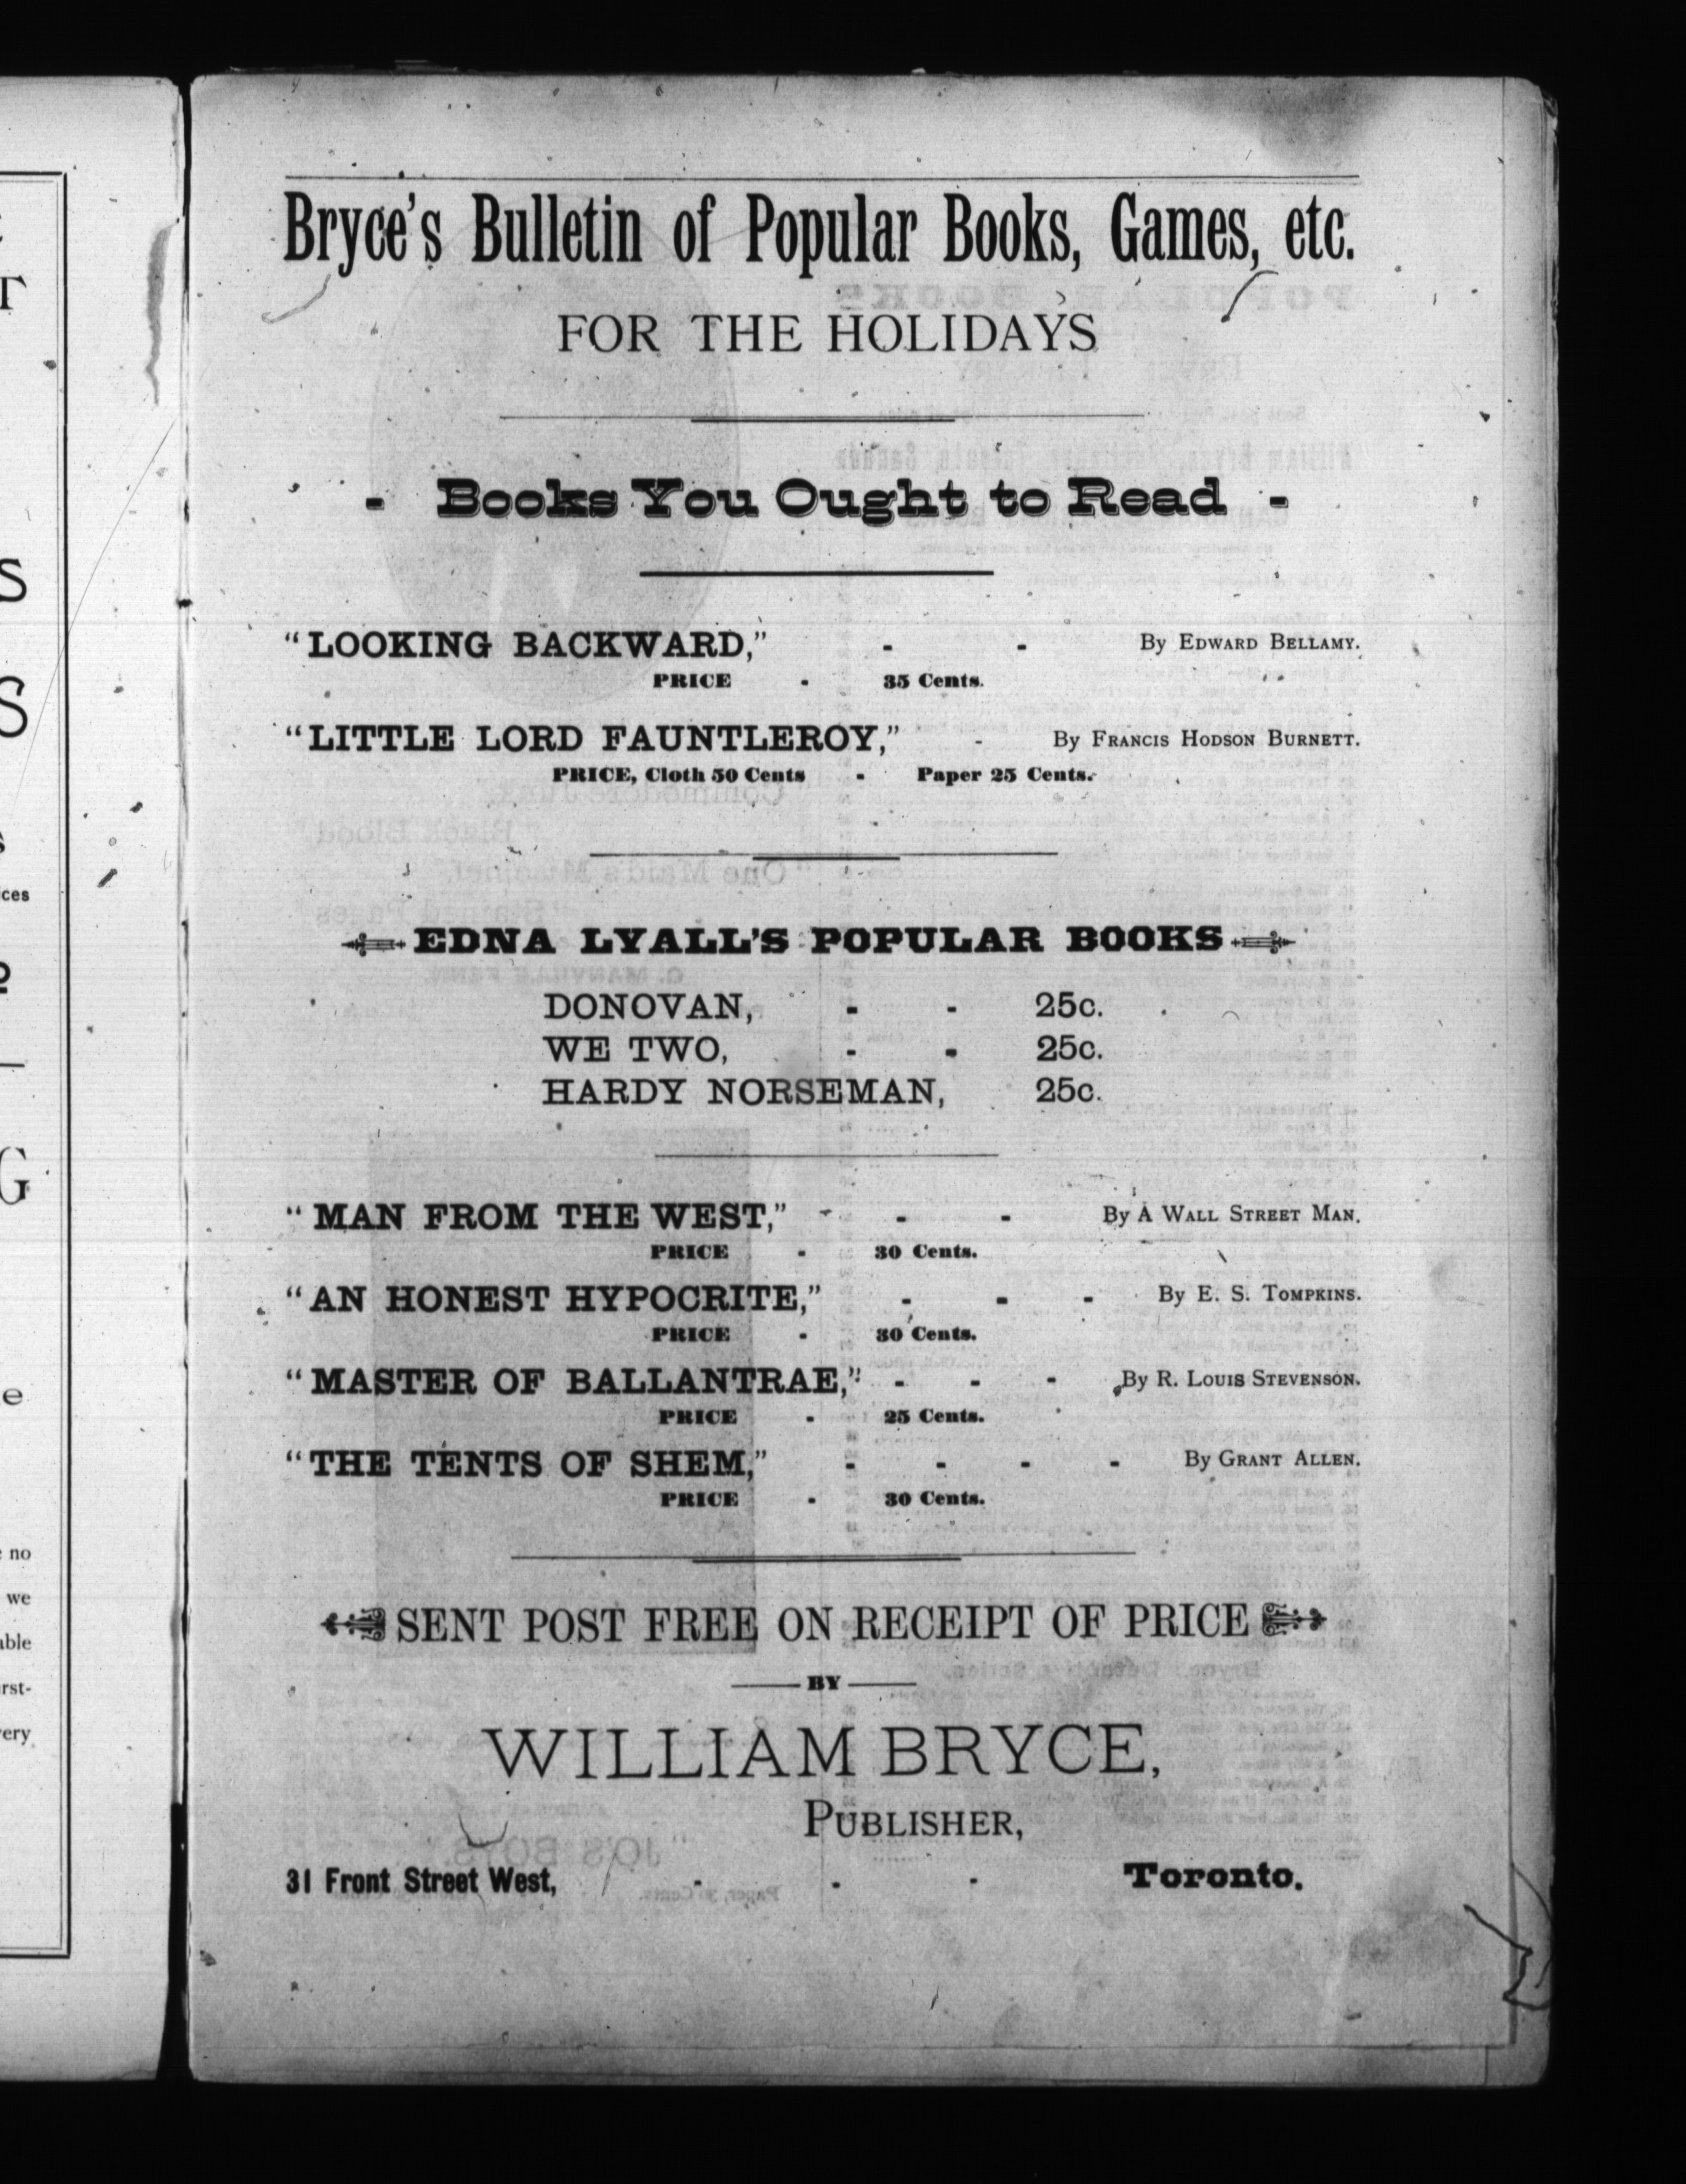 Bryce's Bulletin of Popular Books, Games, etc.
FOR THE HOLIDAYS
- Books You Ought to Read -
"LOOKING BACKWARD," - - By EDWARD BELLAMY.
PRICE - 35 Cents.
"LITTLE LORD FAUNTLEROY," - By FRANCIS HODSON BURNETT.
PRICE, Cloth 50 Cents - Paper 25 Cents.
EDNA LYALL'S POPULAR BOOKS
DONOVAN, - - 25c.
WE TWO, - - 25c.
HARDY NORSEMAN, 25c.
"MAN FROM THE WEST," - - - By A WALL STREET MAN.
PRICE - 30 Cents.
"AN HONEST HYPOCRITE," - - - By E. S. TOMPKINS.
PRICE - 30 Cents.
"MASTER OF BALLANTRAE," - - - By R. LOUIS STEVENSON.
PRICE - 25 Cents.
"THE TENTS OF SHEM," - - - - By GRANT ALLEN.
PRICE - 30 Cents.
SENT POST FREE ON RECEIPT OF PRICE
BY
WILLIAM BRYCE,
PUBLISHER,
31 Front Street West, - - - Toronto.